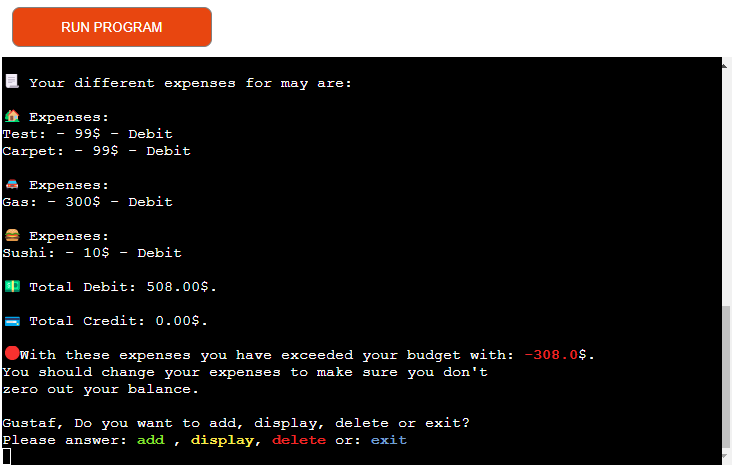 RUN PROGRAM
📃 Your different expenses for may are:
🏠 Expenses:
Test: - 99$ - Debit
Carpet: - 99$ - Debit
🚘 Expenses:
Gas: - 300$ - Debit
🍔 Expenses:
Sushi: - 10$ - Debit
💵 Total Debit: 508.00$.
💳 Total Credit: 0.00$.
🔴With these expenses you have exceeded your budget with: -308.0$.
You should change your expenses to make sure you don't
zero out your balance.
Gustaf, Do you want to add, display, delete or exit?
Please answer: add , display, delete or: exit